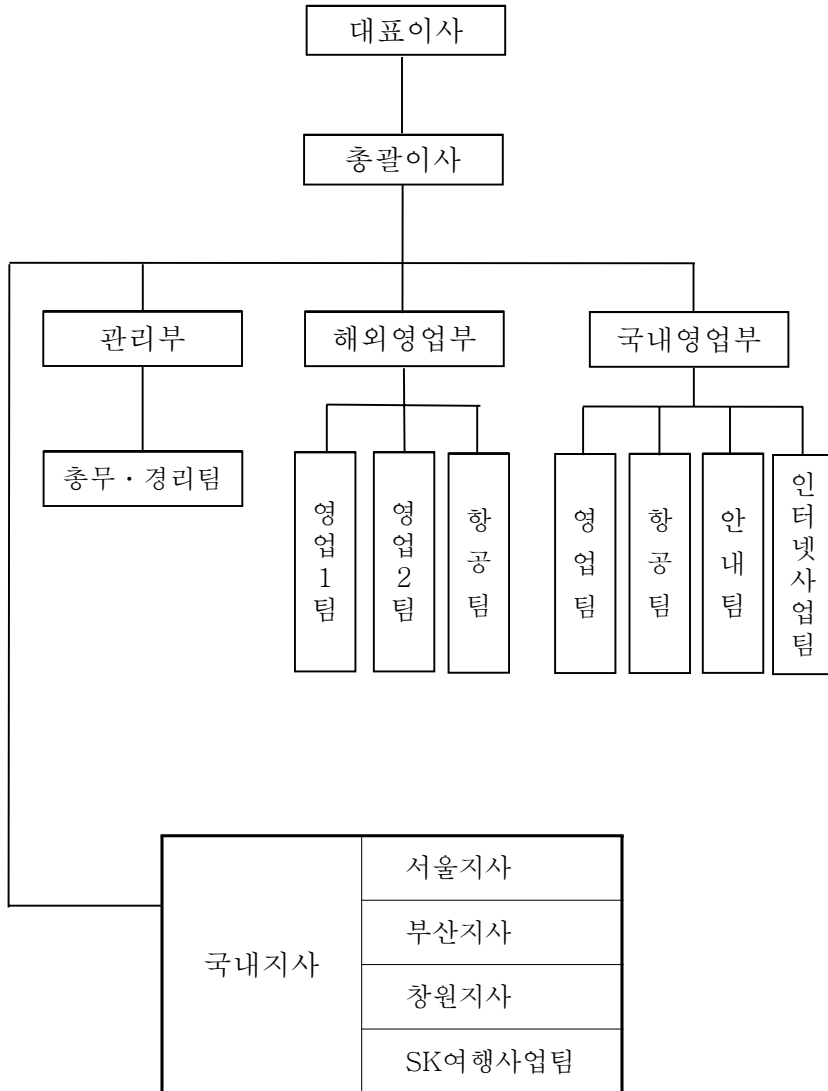 대표이사
총괄이사
관리부
해외영업부
국내영업부
총무·경리팀
영업1팀
영업2팀
항공팀
영업팀
항공팀
안내팀
인터넷사업팀
국내지사
서울지사
부산지사
창원지사
SK여행사업팀